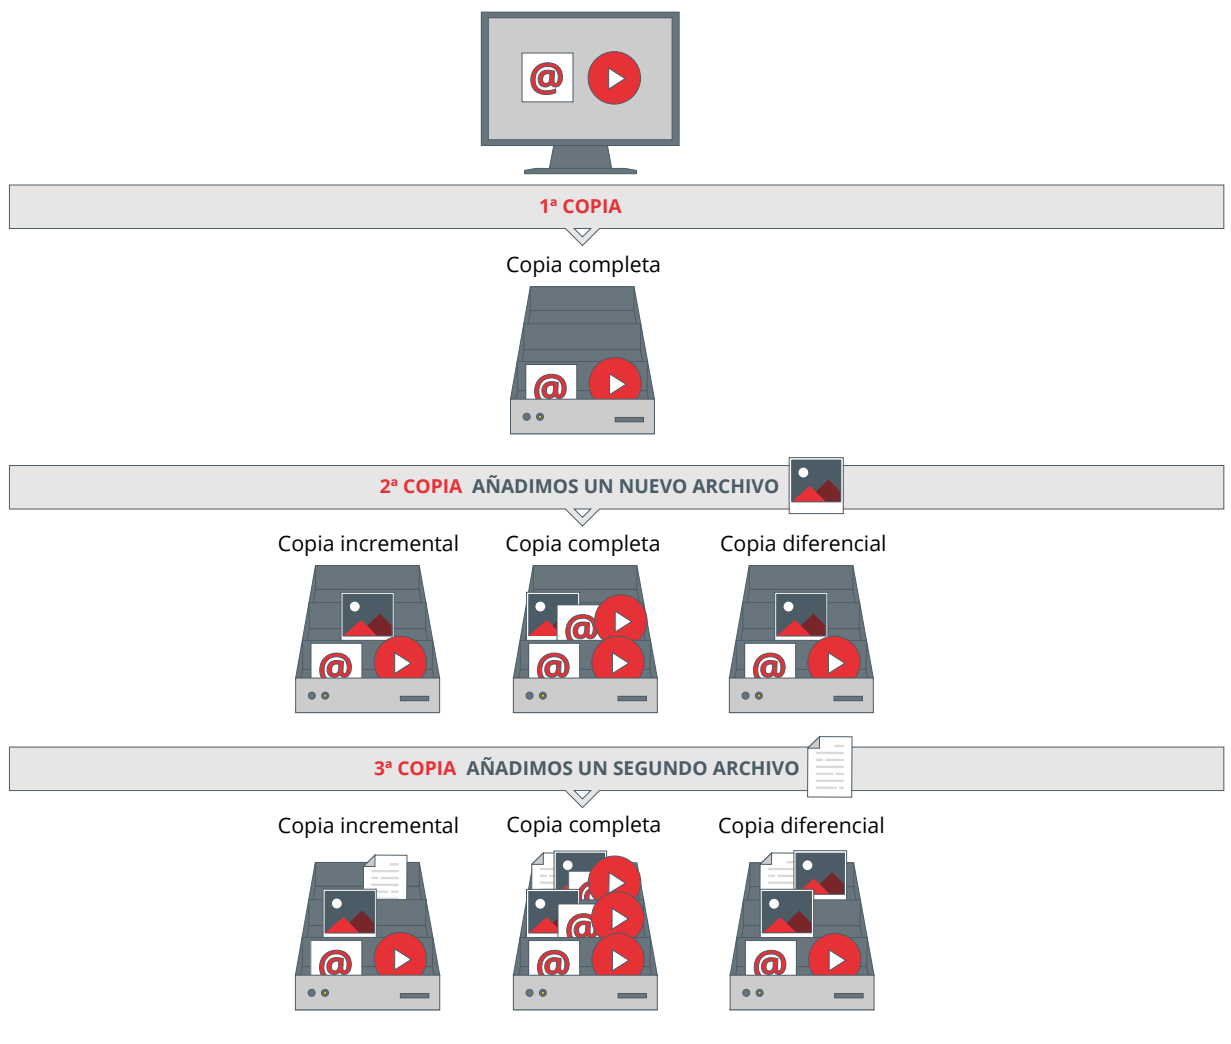 @
1ª COPIA
Copia completa
@
2ª COPIA AÑADIMOS UN NUEVO ARCHIVO
Copia incremental Copia completa Copia diferencial
@
@ @ @
3ª COPIA AÑADIMOS UN SEGUNDO ARCHIVO
Copia incremental Copia completa Copia diferencial
@
@
@ @ @